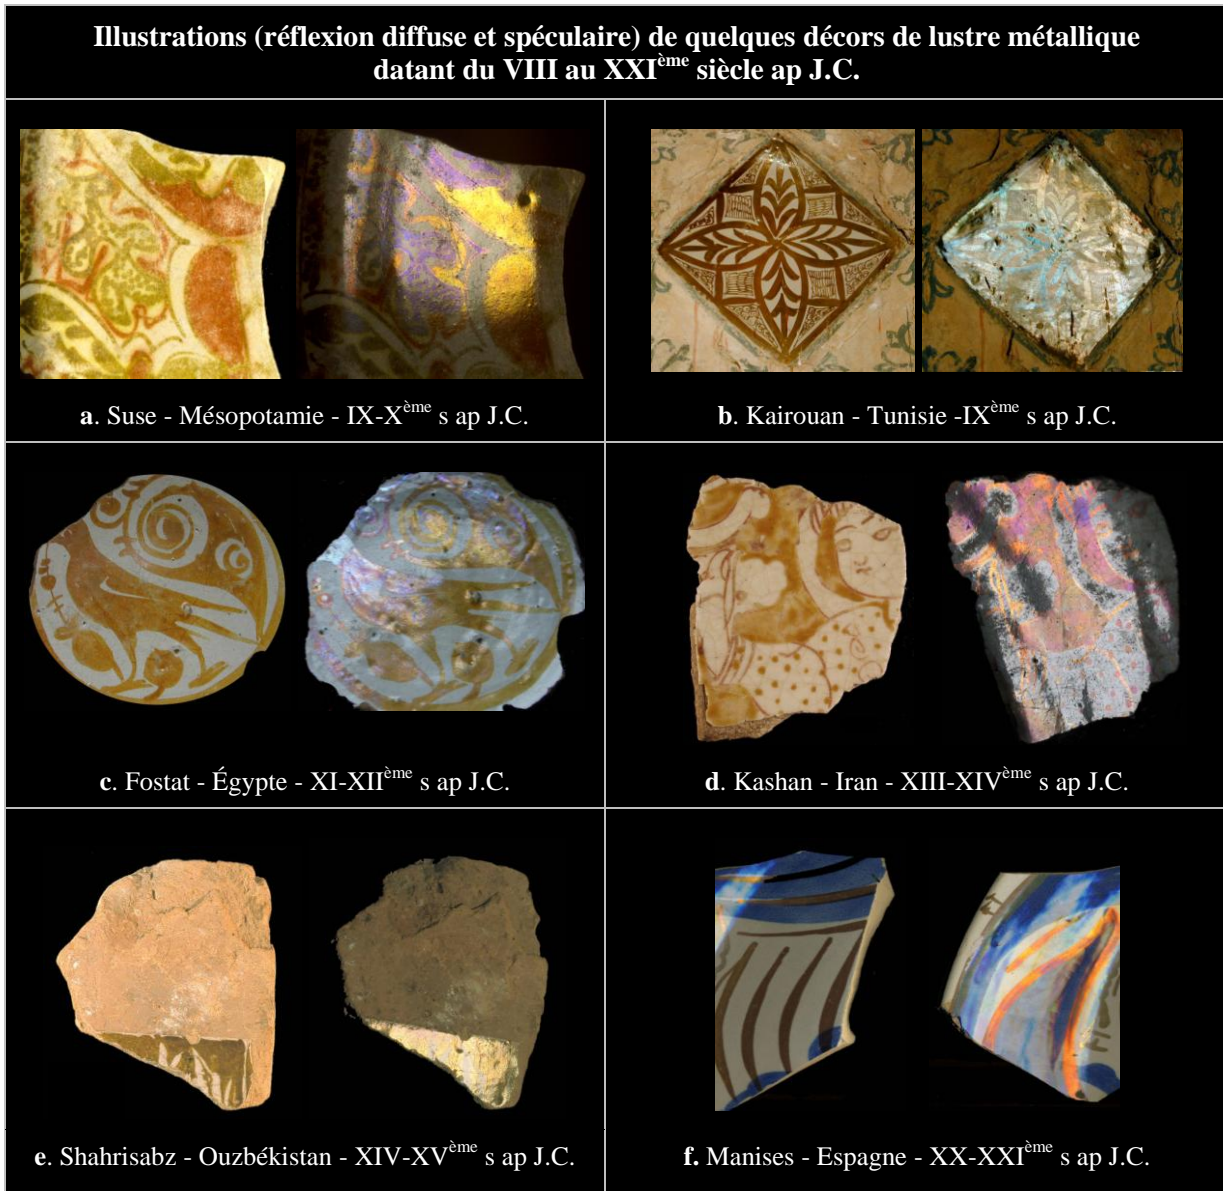 Illustrations (réflexion diffuse et spéculaire) de quelques décors de lustre métallique
datant du VIII au XXIème siècle ap J.C.
a. Suse - Mésopotamie - IX-Xème s ap J.C.
b. Kairouan - Tunisie -IXème s ap J.C.
c. Fostat - Égypte - XI-XIIème s ap J.C.
d. Kashan - Iran - XIII-XIVème s ap J.C.
e. Shahrisabz - Ouzbékistan - XIV-XVème s ap J.C.
f. Manises - Espagne - XX-XXIème s ap J.C.